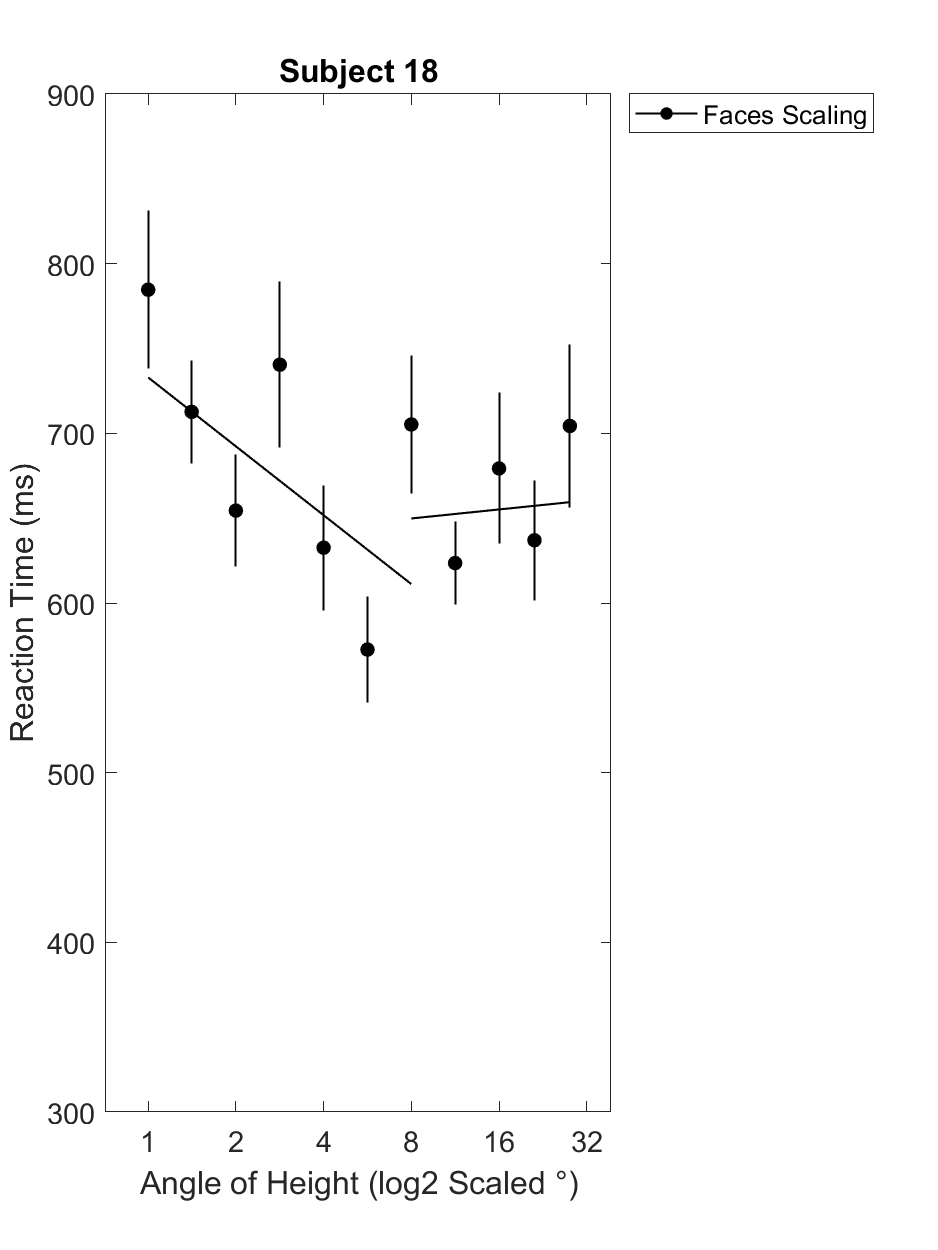 Subject 18
Faces Scaling
900
800
700
600
500
400
300
Reaction Time (ms)
1 2 4 8 16 32
Angle of Height (log2 Scaled °)